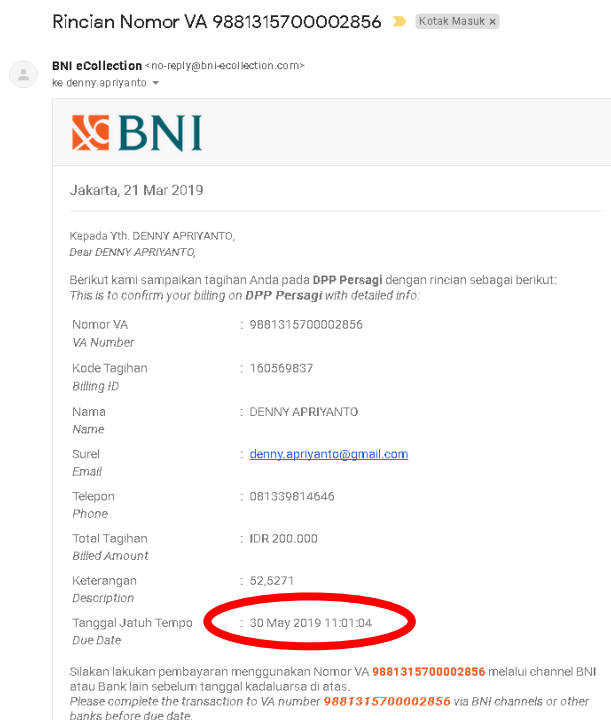 Rincian Nomor VA 9881315700002856 Kotak Masuk x
BNI eCollection <no-reply@bni-ecollection.com>
ke denny.apriyanto
BNI
Jakarta, 21 Mar 2019
Kepada Yth. DENNY APRIYANTO,
Dear DENNY APRIYANTO,
Berikut kami sampaikan tagihan Anda pada DPP Persagi dengan rincian sebagai berikut:
This is to confirm your billing on DPP Persagi with detailed info:
Nomor VA : 9881315700002856
VA Number
Kode Tagihan : 160569837
Billing ID
Nama : DENNY APRIYANTO
Name
Surel : denny.apriyanto@gmail.com
Email
Telepon : 081339814646
Phone
Total Tagihan : IDR 200.000
Billed Amount
Keterangan : 52,5271
Description
Tanggal Jatuh Tempo : 30 May 2019 11:01:04
Due Date
Silakan lakukan pembayaran menggunakan Nomor VA 9881315700002856 melalui channel BNI
atau Bank lain sebelum tanggal kadaluarsa di atas.
Please complete the transaction to VA number 9881315700002856 via BNI channels or other
banks before due date.